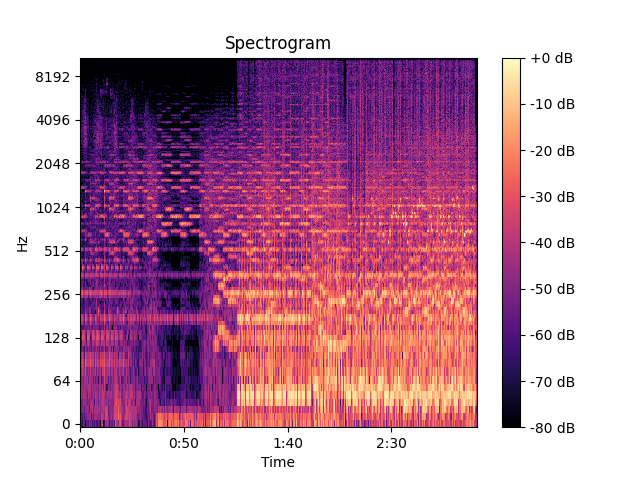 Spectrogram
Hz
8192
4096
2048
1024
512
256
128
64
0
0:00
0:50
1:40
2:30
Time
+0 dB
-10 dB
-20 dB
-30 dB
-40 dB
-50 dB
-60 dB
-70 dB
-80 dB